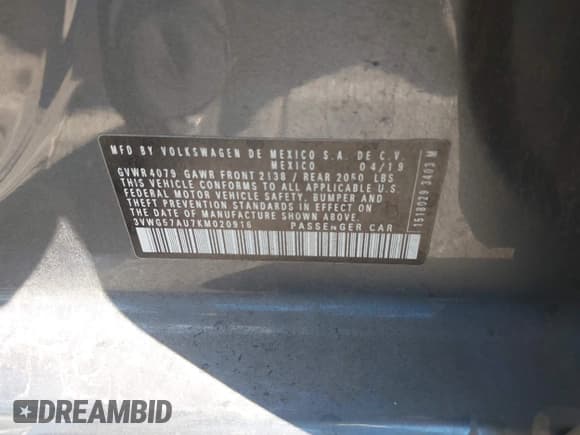 MFD BY VOLKSWAGEN DE MEXICO S.A. DE C.V.
MEXICO 04/19
GVWR 4079 GAWR FRONT 2138 / REAR 2050 LBS
THIS VEHICLE CONFORMS TO ALL APPLICABLE U.S.
FEDERAL MOTOR VEHICLE SAFETY, BUMPER AND
THEFT PREVENTION STANDARDS IN EFFECT ON
THE DATE OF MANUFACTURE SHOWN ABOVE.
3VWG57AU7KM020916 PASSENGER CAR
1518029 3403 M
DREAMBID